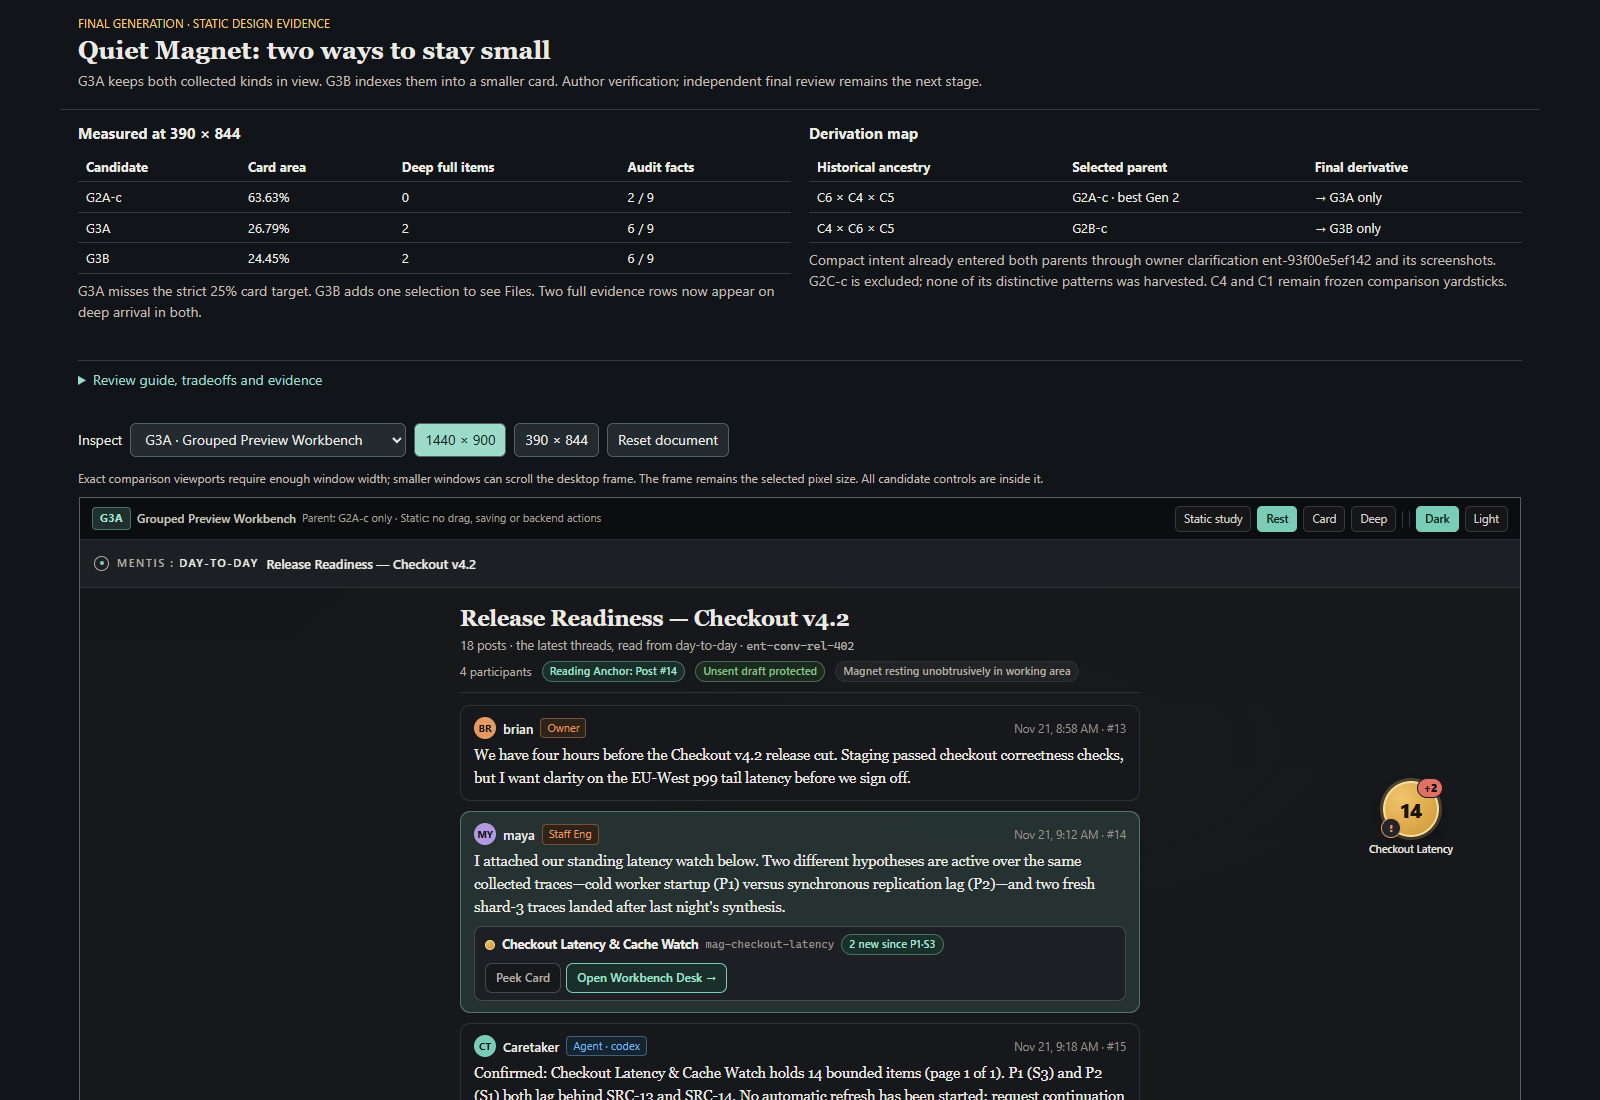 FINAL GENERATION · STATIC DESIGN EVIDENCE
Quiet Magnet: two ways to stay small
G3A keeps both collected kinds in view. G3B indexes them into a smaller card. Author verification; independent final review remains the next stage.
Measured at 390 × 844
Candidate Card area Deep full items Audit facts
G2A-c 63.63% 0 2 / 9
G3A 26.79% 2 6 / 9
G3B 24.45% 2 6 / 9
G3A misses the strict 25% card target. G3B adds one selection to see Files. Two full evidence rows now appear on
deep arrival in both.
Derivation map
Historical ancestry Selected parent Final derivative
C6 × C4 × C5 G2A-c · best Gen 2 → G3A only
C4 × C6 × C5 G2B-c → G3B only
Compact intent already entered both parents through owner clarification ent-93f00e5ef142 and its screenshots.
G2C-c is excluded; none of its distinctive patterns was harvested. C4 and C1 remain frozen comparison yardsticks.
▶ Review guide, tradeoffs and evidence
Inspect G3A · Grouped Preview Workbench 1440 × 900 390 × 844 Reset document
Exact comparison viewports require enough window width; smaller windows can scroll the desktop frame. The frame remains the selected pixel size. All candidate controls are inside it.
G3A Grouped Preview Workbench Parent: G2A-c only · Static: no drag, saving or backend actions Static study Rest Card Deep Dark Light
MENTIS : DAY-TO-DAY Release Readiness — Checkout v4.2
Release Readiness — Checkout v4.2
18 posts · the latest threads, read from day-to-day · ent-conv-rel-402
4 participants Reading Anchor: Post #14 Unsent draft protected Magnet resting unobtrusively in working area
BR brian Owner Nov 21, 8:58 AM · #13
We have four hours before the Checkout v4.2 release cut. Staging passed checkout correctness checks,
but I want clarity on the EU-West p99 tail latency before we sign off.
MY maya Staff Eng Nov 21, 9:12 AM · #14
I attached our standing latency watch below. Two different hypotheses are active over the same
collected traces—cold worker startup (P1) versus synchronous replication lag (P2)—and two fresh
shard-3 traces landed after last night's synthesis.
Checkout Latency & Cache Watch mag-checkout-latency 2 new since P1·S3
Peek Card Open Workbench Desk →
CT Caretaker Agent · codex Nov 21, 9:18 AM · #15
Confirmed: Checkout Latency & Cache Watch holds 14 bounded items (page 1 of 1). P1 (S3) and P2
(S1) both lag behind SRC-13 and SRC-14. No automatic refresh has been started; request continuation
+2
14
!
Checkout Latency